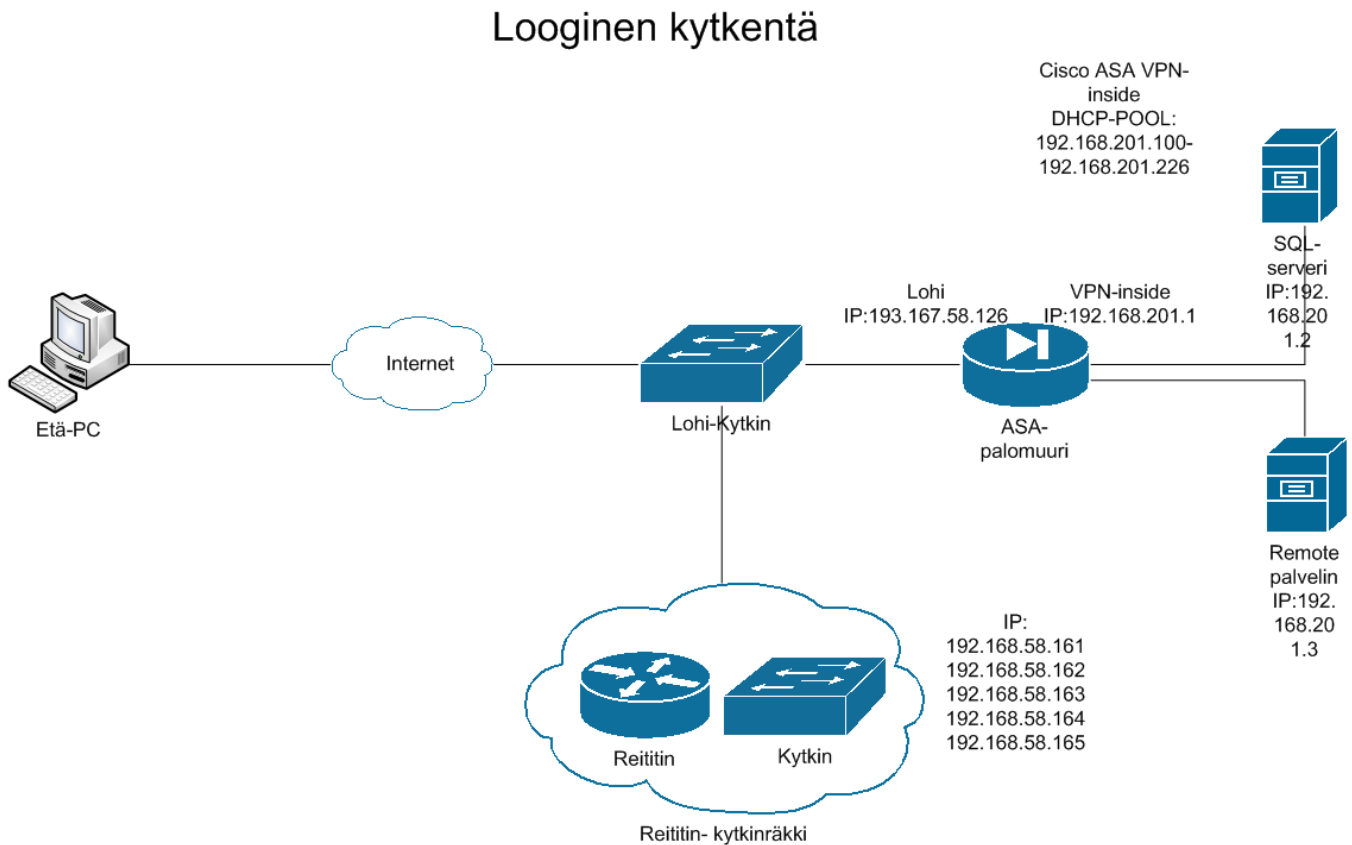 Looginen kytkentä
Cisco ASA VPN-
inside
DHCP-POOL:
192.168.201.100-
192.168.201.226
SQL-
serveri
IP:192.
168.20
1.2
Lohi
IP:193.167.58.126
VPN-inside
IP:192.168.201.1
Internet
Etä-PC
Lohi-Kytkin
ASA-
palomuuri
Remote
palvelin
IP:192.
168.20
1.3
IP:
192.168.58.161
192.168.58.162
192.168.58.163
192.168.58.164
192.168.58.165
Reititin
Kytkin
Reititin- kytkinräkki